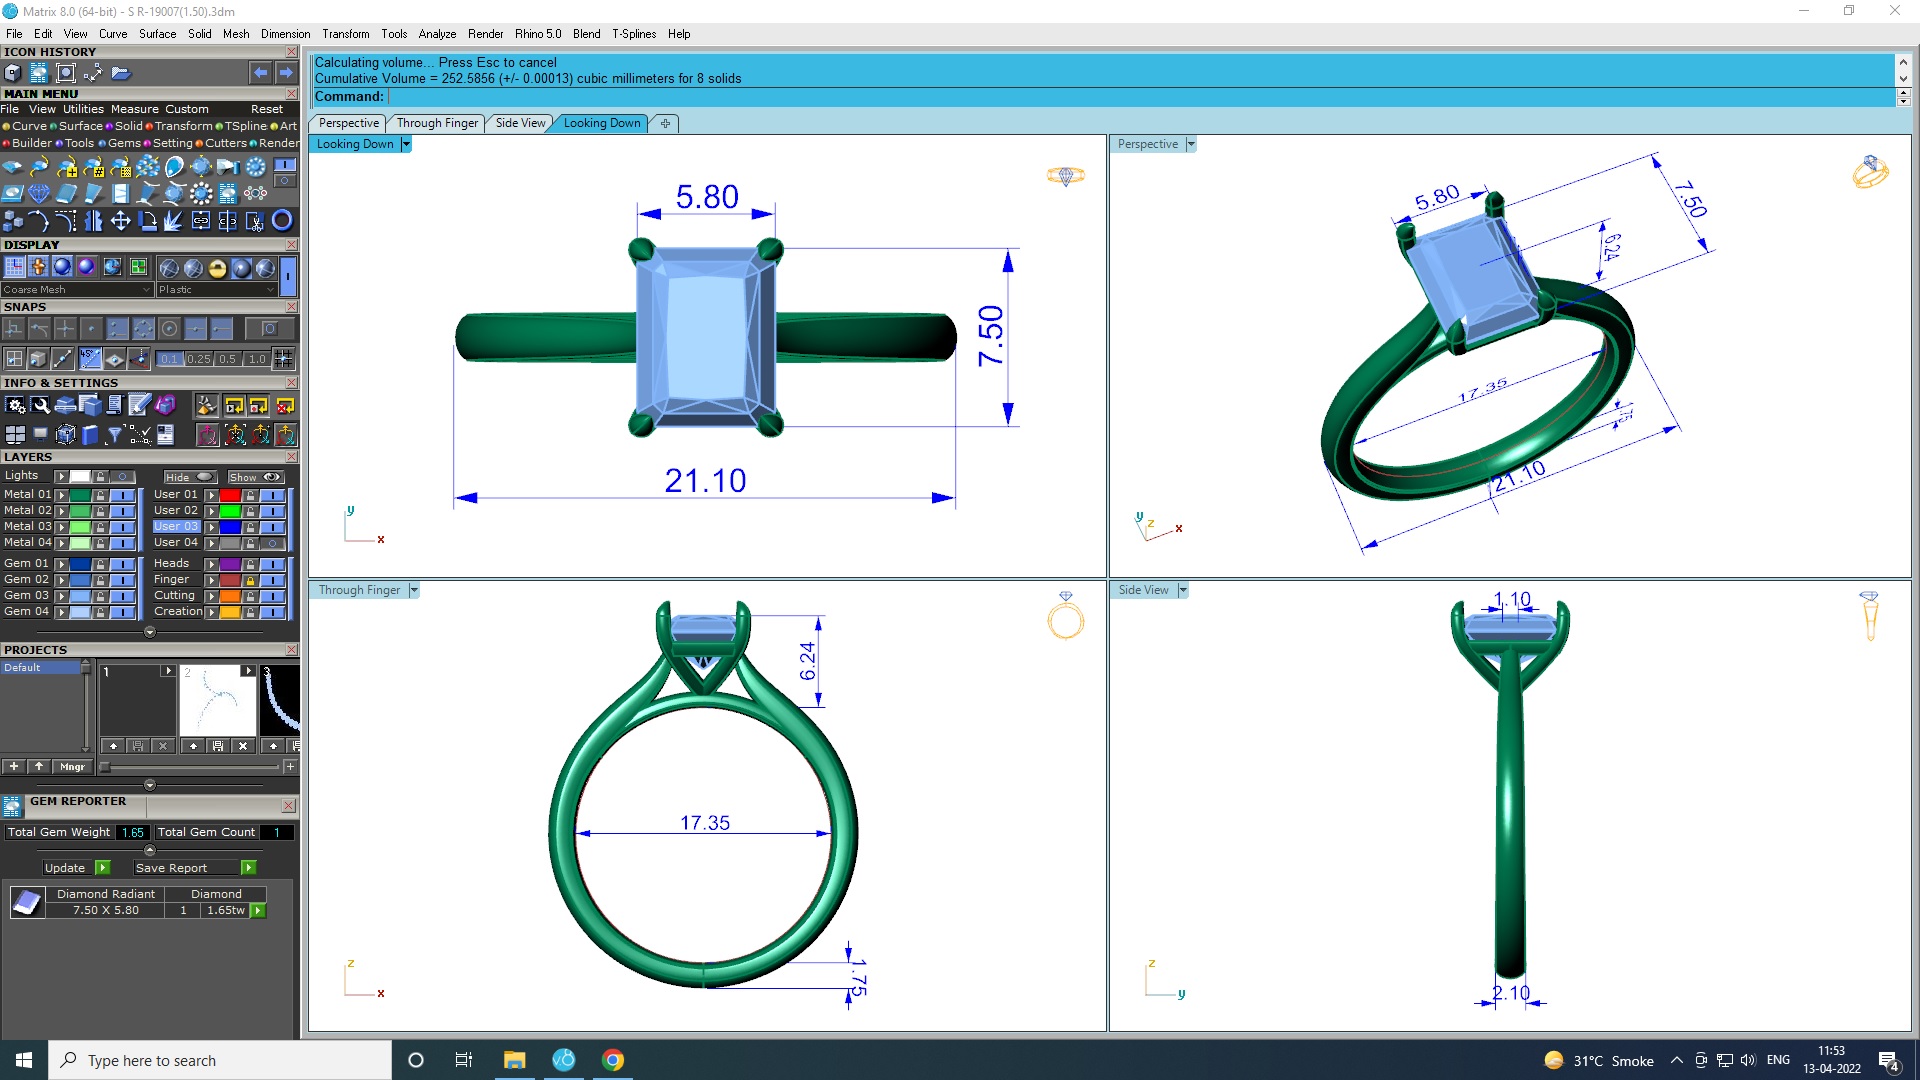 Matrix 8.0 (64-bit) - S R-19007(1.50).3dm
File Edit View Curve Surface Solid Mesh Dimension Transform Tools Analyze Render Rhino 5.0 Blend T-Splines Help
ICON HISTORY
MAIN MENU
File View Utilities Measure Custom Reset
Curve Surface Solid Transform TSpline Art
Builder Tools Gems Setting Cutters Render
DISPLAY
Coarse Mesh Plastic
SNAPS
45°
0.1 0.25 0.5 1.0
INFO & SETTINGS
LAYERS
Lights Hide Show
Metal 01 User 01
Metal 02 User 02
Metal 03 User 03
Metal 04 User 04
Gem 01 Heads
Gem 02 Finger
Gem 03 Cutting
Gem 04 Creation
PROJECTS
Default
1 2 3
Mngr
GEM REPORTER
Total Gem Weight 1.65 Total Gem Count 1
Update Save Report
Diamond Radiant Diamond
7.50 X 5.80 1 1.65tw
Calculating volume... Press Esc to cancel
Cumulative Volume = 252.5856 (+/- 0.00013) cubic millimeters for 8 solids
Command:
Perspective Through Finger Side View Looking Down
Looking Down
5.80
7.50
21.10
y
x
Perspective
5.80
7.50
6.24
17.35
21.10
y
z
x
Through Finger
6.24
17.35
1.75
z
x
Side View
1.10
2.10
z
y
Type here to search
31°C Smoke
ENG
11:53
13-04-2022
4